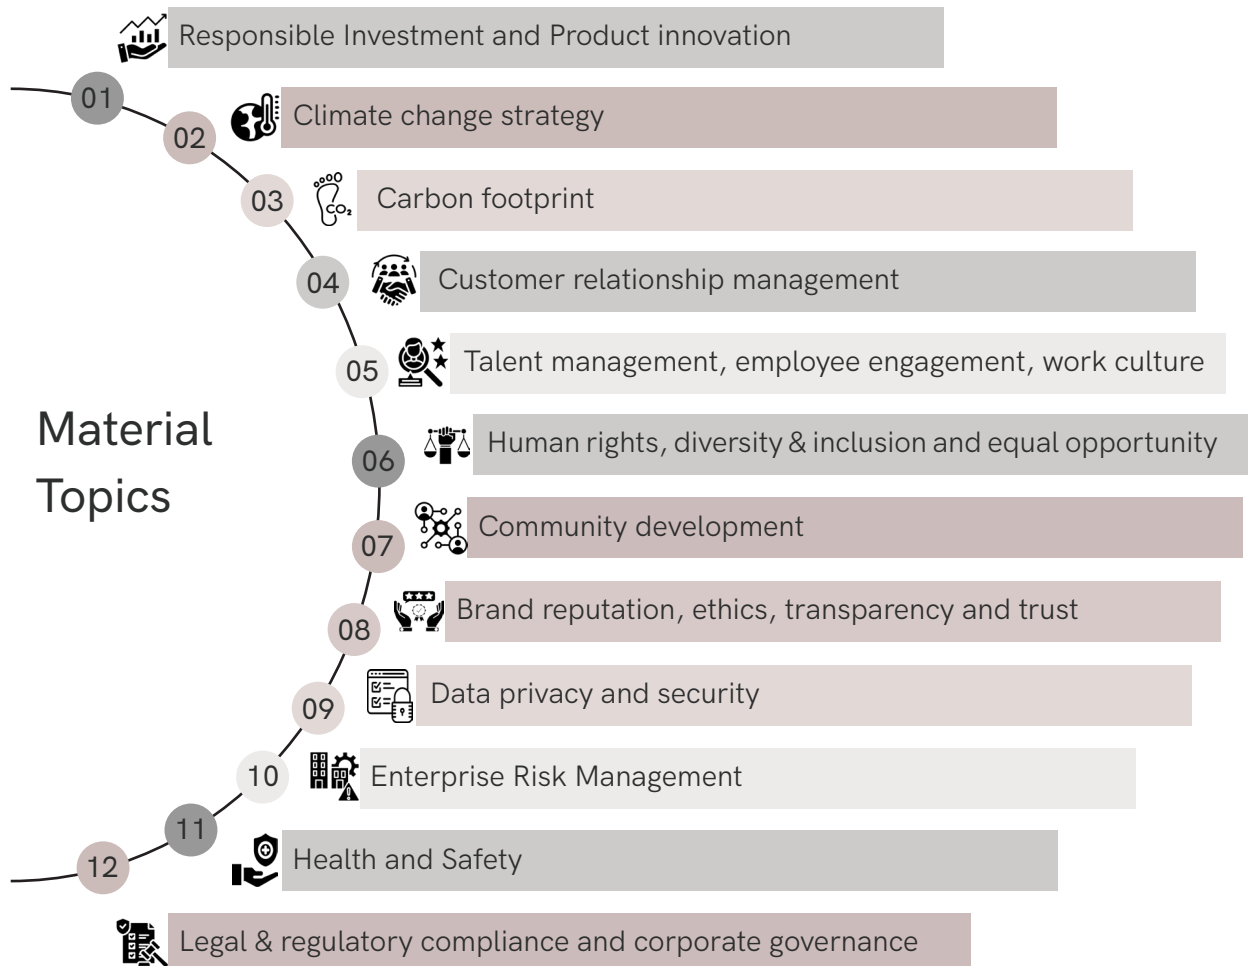 Responsible Investment and Product innovation
01
Climate change strategy
02
Carbon footprint
03
CO₂
Customer relationship management
04
Talent management, employee engagement, work culture
05
Material
Topics
Human rights, diversity & inclusion and equal opportunity
06
Community development
07
Brand reputation, ethics, transparency and trust
08
Data privacy and security
09
Enterprise Risk Management
10
Health and Safety
11
12
Legal & regulatory compliance and corporate governance